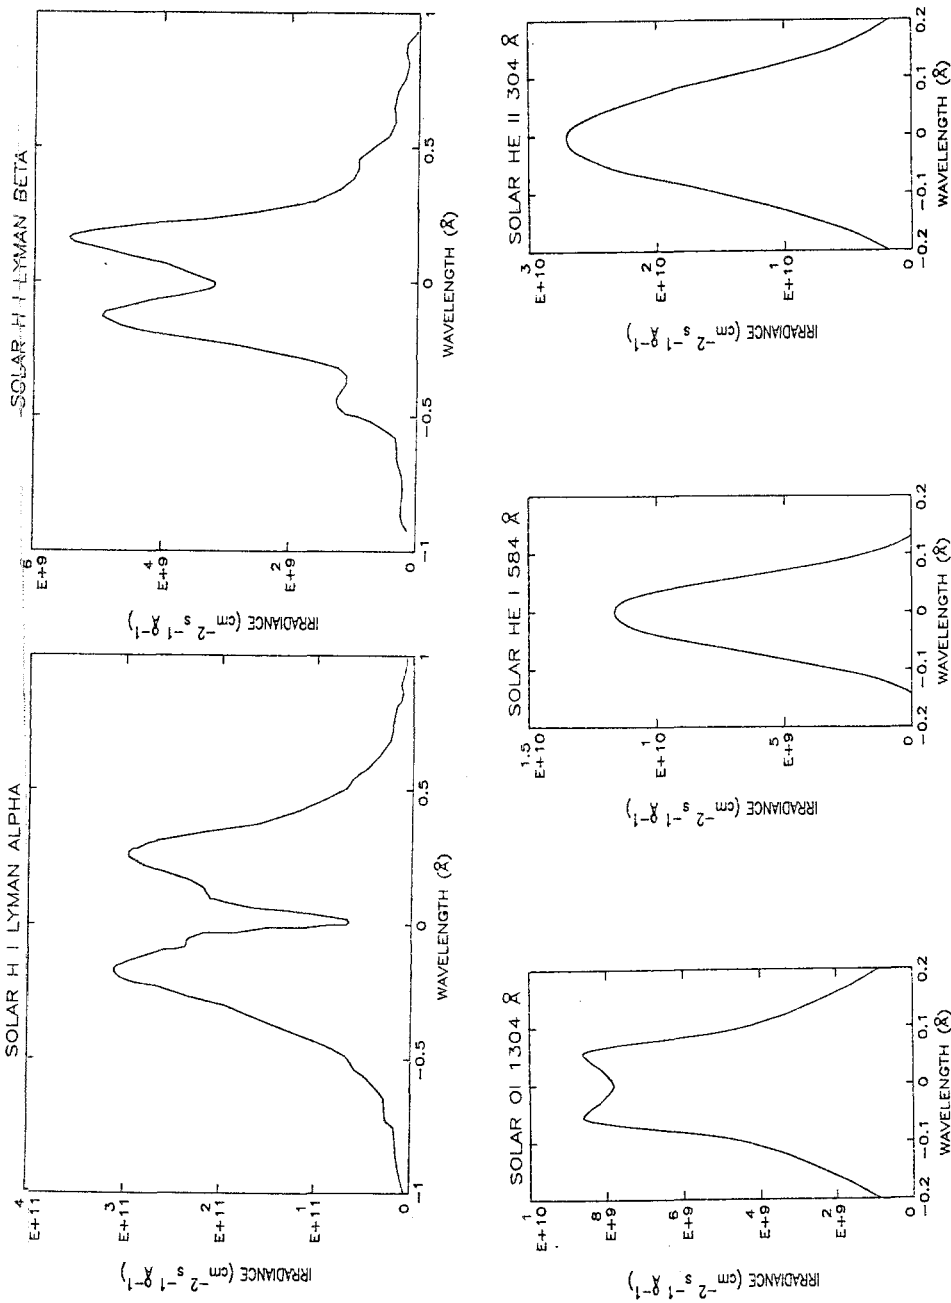 SOLAR H I LYMAN ALPHA
4
E+11
3
E+11
2
E+11
E+11
0
-1
-0.5
0
0.5
1
WAVELENGTH (Å)
IRRADIANCE (cm⁻² s⁻¹ Å⁻¹)
SOLAR H I LYMAN BETA
6
E+9
4
E+9
2
E+9
0
-1
-0.5
0
0.5
1
WAVELENGTH (Å)
IRRADIANCE (cm⁻² s⁻¹ Å⁻¹)
SOLAR OI 1304 Å
E+10
8
E+9
6
E+9
4
E+9
2
E+9
0
-0.2
-0.1
0
0.1
0.2
WAVELENGTH (Å)
IRRADIANCE (cm⁻² s⁻¹ Å⁻¹)
SOLAR HE I 584 Å
1.5
E+10
1
E+10
5
E+9
0
-0.2
-0.1
0
0.1
0.2
WAVELENGTH (Å)
IRRADIANCE (cm⁻² s⁻¹ Å⁻¹)
SOLAR HE II 304 Å
3
E+10
2
E+10
1
E+10
0
-0.2
-0.1
0
0.1
0.2
WAVELENGTH (Å)
IRRADIANCE (cm⁻² s⁻¹ Å⁻¹)